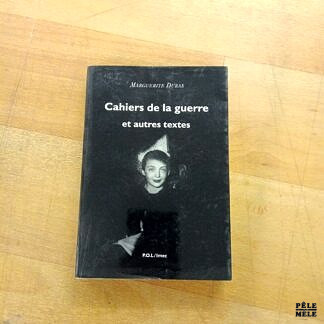 MARGUERITE DURAS
Cahiers de la guerre
et autres textes
P.O.L/Imec
PÊLE
MÊLE